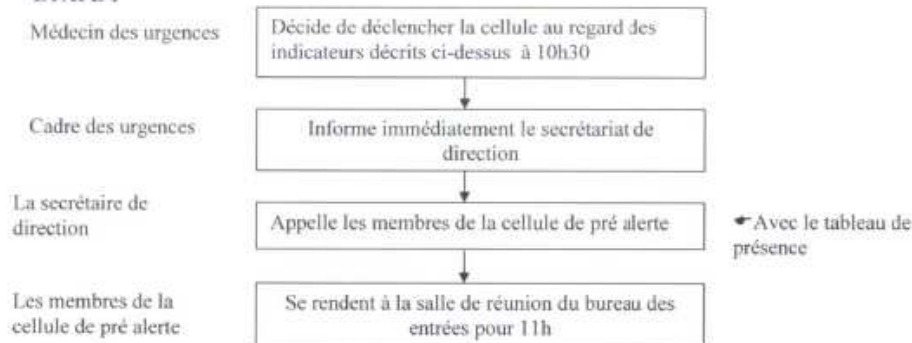 Médecin des urgences
Décide de déclencher la cellule au regard des
indicateurs décrits ci-dessus à 10h30
Cadre des urgences
Informe immédiatement le secrétariat de
direction
La secrétaire de
direction
Appelle les membres de la cellule de pré alerte
☛Avec le tableau de
présence
Les membres de la
cellule de pré alerte
Se rendent à la salle de réunion du bureau des
entrées pour 11h